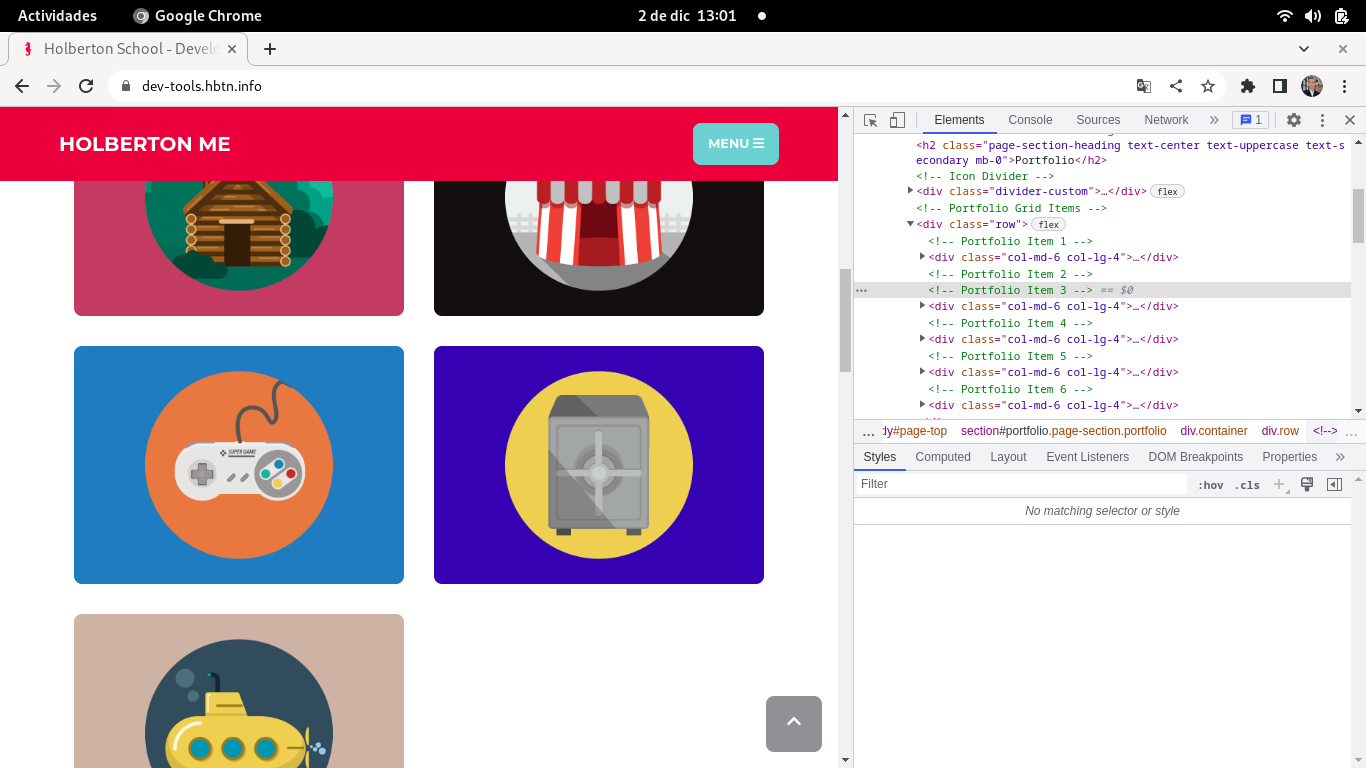 Actividades
Google Chrome
2 de dic 13:01
Holberton School - Develo
dev-tools.hbtn.info
HOLBERTON ME
MENU
SUPER GAME
Elements
Console
Sources
Network
»
1
<h2 class="page-section-heading text-center text-uppercase text-s
econdary mb-0">Portfolio</h2>
<!-- Icon Divider -->
<div class="divider-custom">…</div> flex
<!-- Portfolio Grid Items -->
<div class="row"> flex
<!-- Portfolio Item 1 -->
<div class="col-md-6 col-lg-4">…</div>
<!-- Portfolio Item 2 -->
<!-- Portfolio Item 3 --> == $0
<div class="col-md-6 col-lg-4">…</div>
<!-- Portfolio Item 4 -->
<div class="col-md-6 col-lg-4">…</div>
<!-- Portfolio Item 5 -->
<div class="col-md-6 col-lg-4">…</div>
<!-- Portfolio Item 6 -->
<div class="col-md-6 col-lg-4">…</div>
… dy#page-top section#portfolio.page-section.portfolio div.container div.row <!--> …
Styles
Computed
Layout
Event Listeners
DOM Breakpoints
Properties
»
Filter
:hov .cls
No matching selector or style